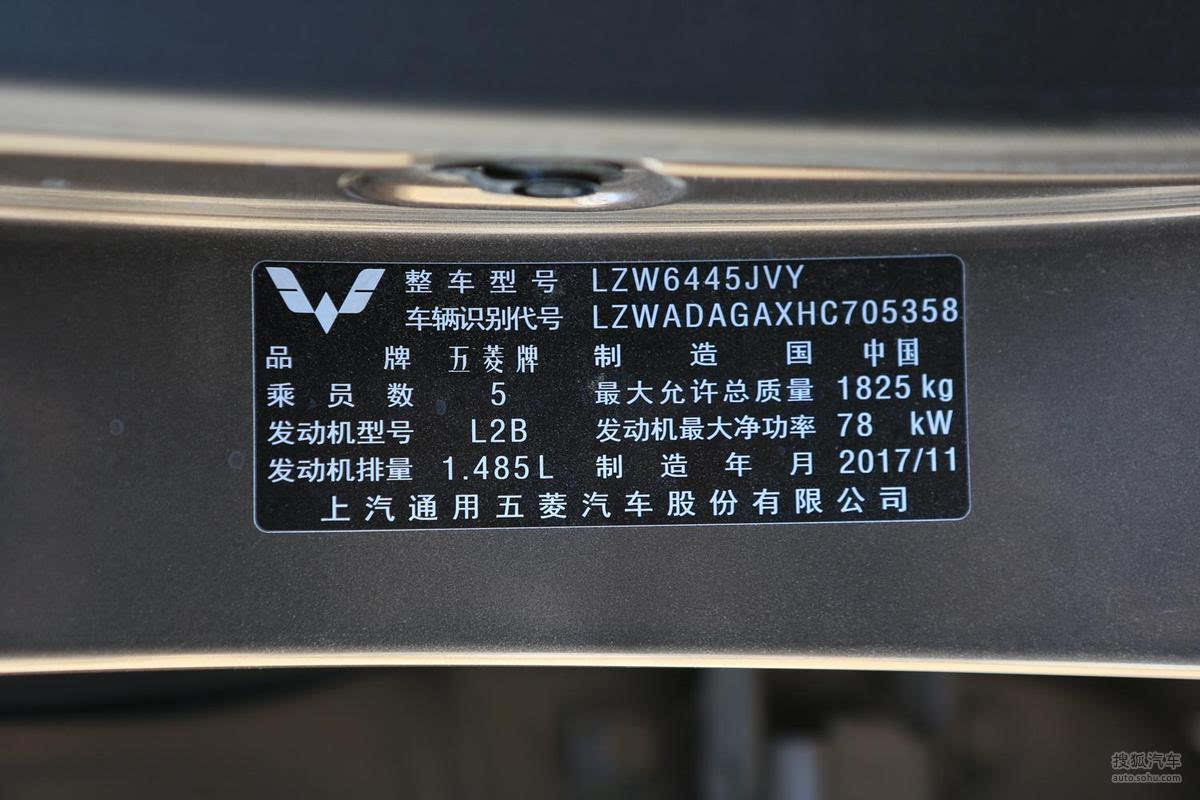 整车型号 LZW6445JVY
车辆识别代号 LZWADAGAXHC705358
品牌 五菱牌 制造国 中国
乘员数 5 最大允许总质量 1825 kg
发动机型号 L2B 发动机最大净功率 78 kW
发动机排量 1.485L 制造年月 2017/11
上汽通用五菱汽车股份有限公司
搜狐汽车
auto.sohu.com